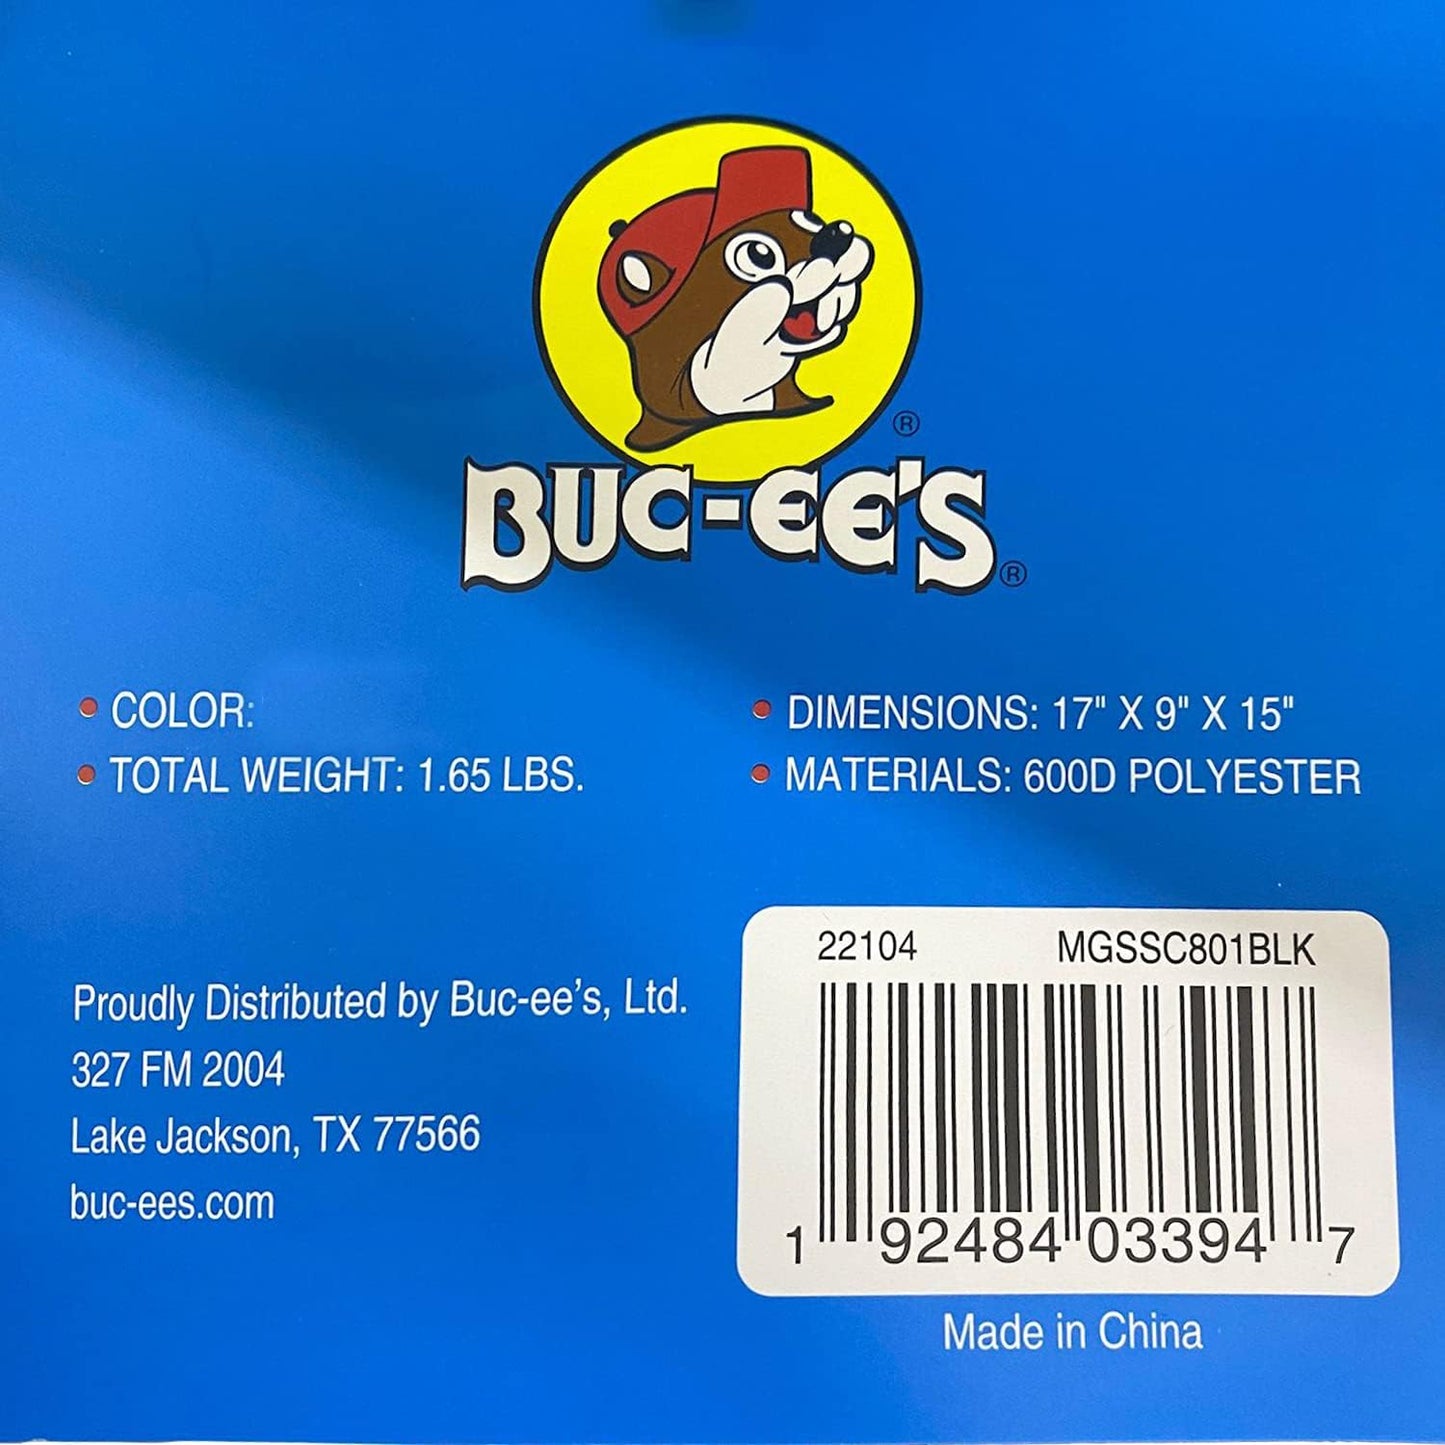 BUC-EE'S®
COLOR:
TOTAL WEIGHT: 1.65 LBS.
DIMENSIONS: 17" X 9" X 15"
MATERIALS: 600D POLYESTER
Proudly Distributed by Buc-ee's, Ltd.
327 FM 2004
Lake Jackson, TX 77566
buc-ees.com
22104 MGSSC801BLK
1 92484 03394 7
Made in China